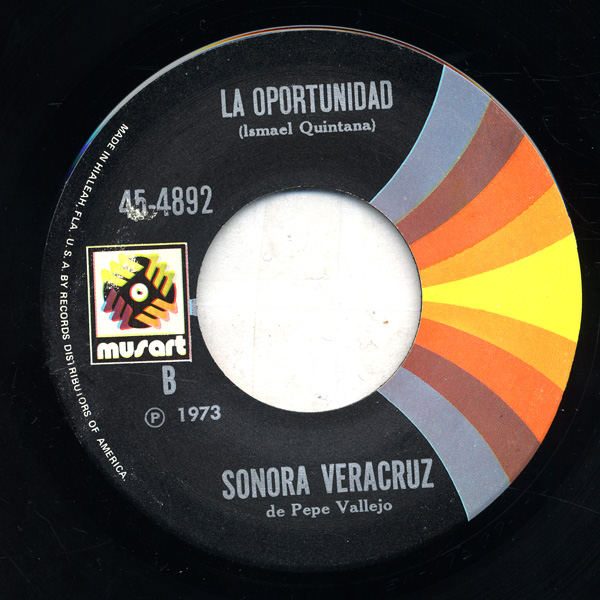 LA OPORTUNIDAD
(Ismael Quintana)
45-4892
musart
B
Ⓟ 1973
SONORA VERACRUZ
de Pepe Vallejo
MADE IN HIALEAH, FLA. U.S.A. BY RECORDS DISTRIBUTORS OF AMERICA.